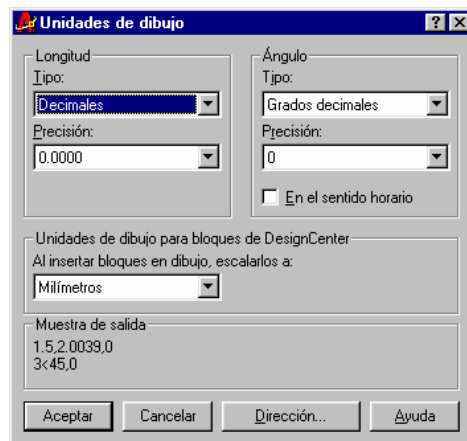 Unidades de dibujo
Longitud
Tipo:
Decimales
Precisión:
0.0000
Ángulo
Tipo:
Grados decimales
Precisión:
0
En el sentido horario
Unidades de dibujo para bloques de DesignCenter
Al insertar bloques en dibujo, escalarlos a:
Milímetros
Muestra de salida
1.5,2.0039,0
3<45,0
Aceptar Cancelar Dirección... Ayuda